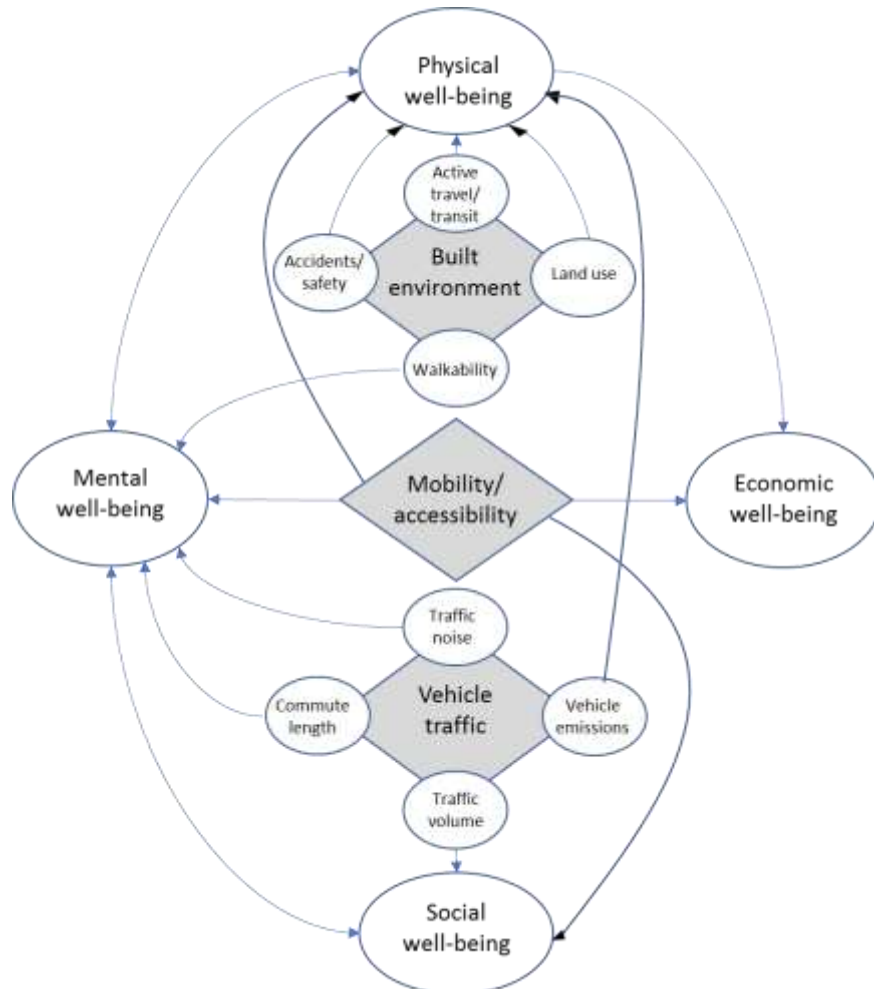 Physical
well-being
Active
travel/
transit
Built
environment
Accidents/
safety
Land use
Walkability
Mental
well-being
Mobility/
accessibility
Economic
well-being
Traffic
noise
Commute
length
Vehicle
traffic
Vehicle
emissions
Traffic
volume
Social
well-being